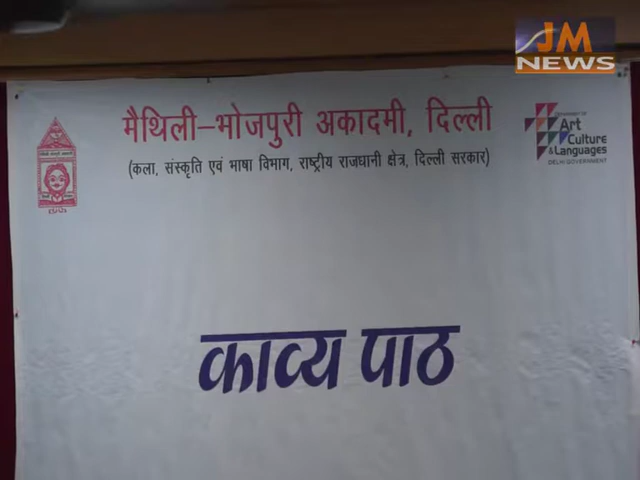 JM
NEWS
मैथिली-भोजपुरी अकादमी, दिल्ली
(कला, संस्कृति एवं भाषा विभाग, राष्ट्रीय राजधानी क्षेत्र, दिल्ली सरकार)
Art
Culture
& Languages
DELHI GOVERNMENT
काव्य पाठ